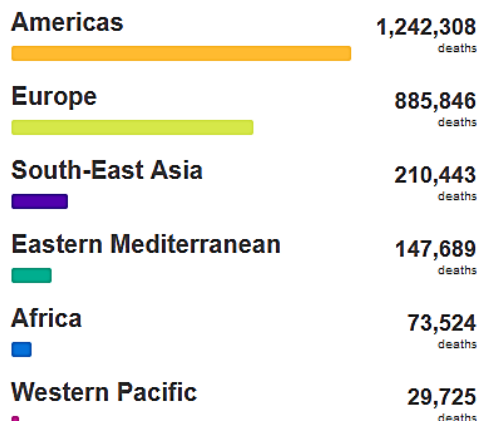 Americas 1,242,308
deaths
Europe 885,846
deaths
South-East Asia 210,443
deaths
Eastern Mediterranean 147,689
deaths
Africa 73,524
deaths
Western Pacific 29,725
deaths